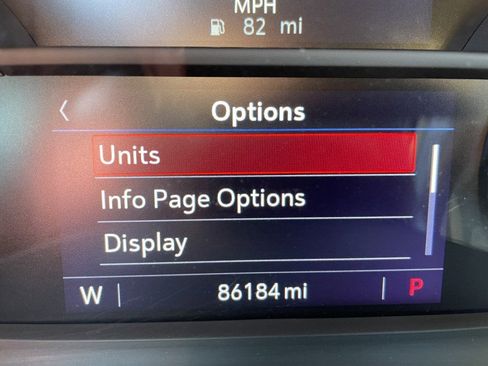 MPH
82 mi
Options
Units
Info Page Options
Display
W 86184 mi P